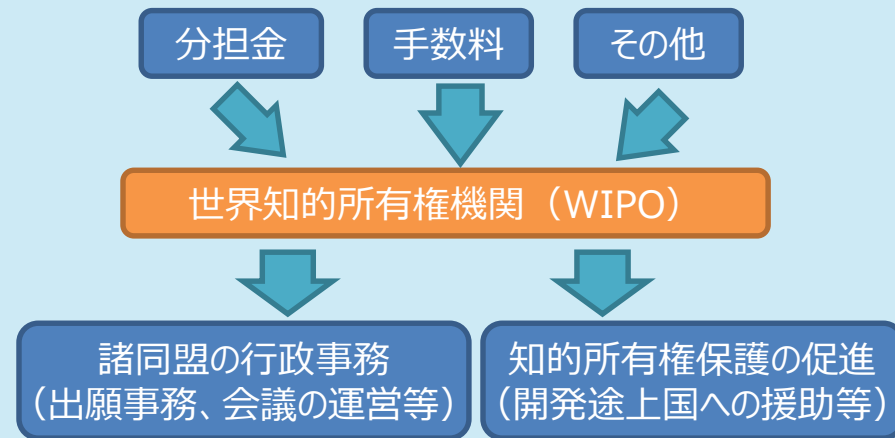 分担金
手数料
その他
世界知的所有権機関（WIPO）
諸同盟の行政事務
（出願事務、会議の運営等）
知的所有権保護の促進
（開発途上国への援助等）